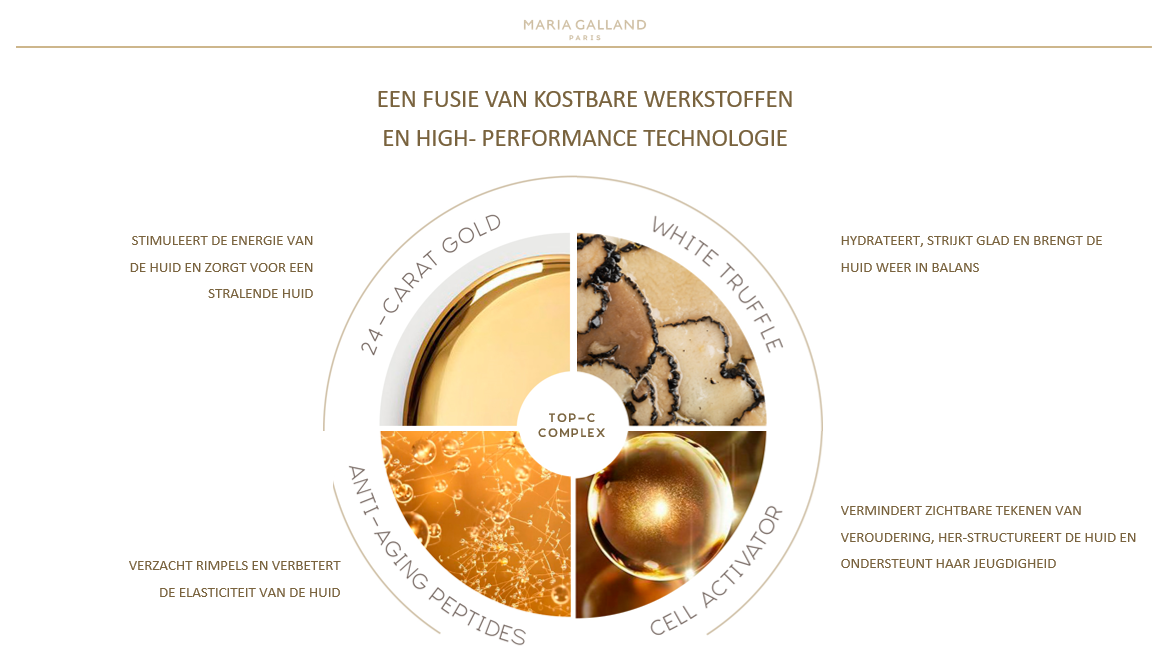 MARIA GALLAND
PARIS
EEN FUSIE VAN KOSTBARE WERKSTOFFEN
EN HIGH- PERFORMANCE TECHNOLOGIE
STIMULEERT DE ENERGIE VAN
DE HUID EN ZORGT VOOR EEN
STRALENDE HUID
24-CARAT GOLD
WHITE TRUFFLE
HYDRATEERT, STRIJKT GLAD EN BRENGT DE
HUID WEER IN BALANS
TOP-C
COMPLEX
VERZACHT RIMPELS EN VERBETERT
DE ELASTICITEIT VAN DE HUID
ANTI-AGING PEPTIDES
CELL ACTIVATOR
VERMINDERT ZICHTBARE TEKENEN VAN
VEROUDERING, HER-STRUCTUREERT DE HUID EN
ONDERSTEUNT HAAR JEUGDIGHEID